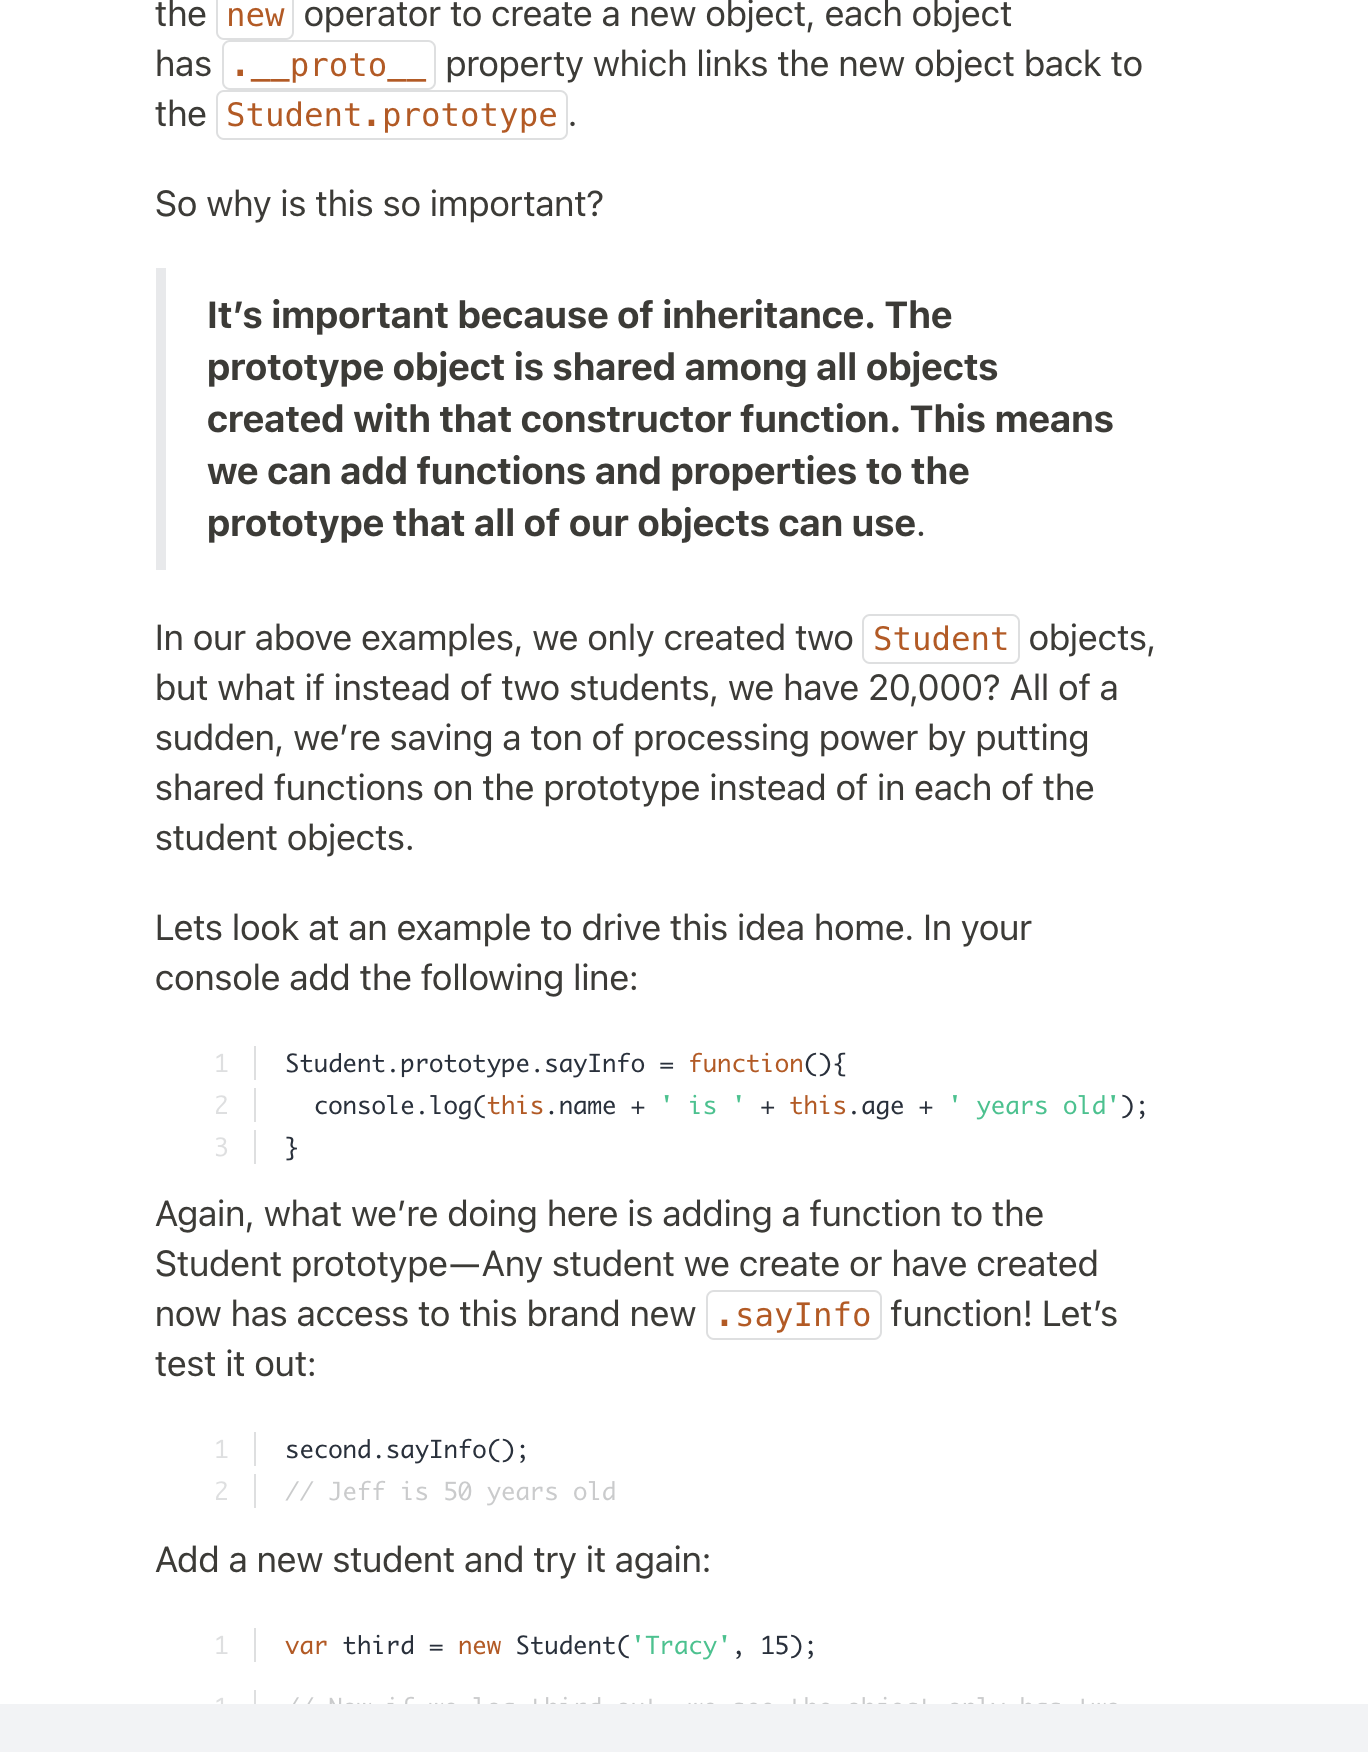 the new operator to create a new object, each object
has .__proto__ property which links the new object back to
the Student.prototype.
So why is this so important?
It’s important because of inheritance. The
prototype object is shared among all objects
created with that constructor function. This means
we can add functions and properties to the
prototype that all of our objects can use.
In our above examples, we only created two Student objects,
but what if instead of two students, we have 20,000? All of a
sudden, we’re saving a ton of processing power by putting
shared functions on the prototype instead of in each of the
student objects.
Lets look at an example to drive this idea home. In your
console add the following line:
1 Student.prototype.sayInfo = function(){
2 console.log(this.name + ' is ' + this.age + ' years old');
3 }
Again, what we’re doing here is adding a function to the
Student prototype—Any student we create or have created
now has access to this brand new .sayInfo function! Let’s
test it out:
1 second.sayInfo();
2 // Jeff is 50 years old
Add a new student and try it again:
1 var third = new Student('Tracy', 15);